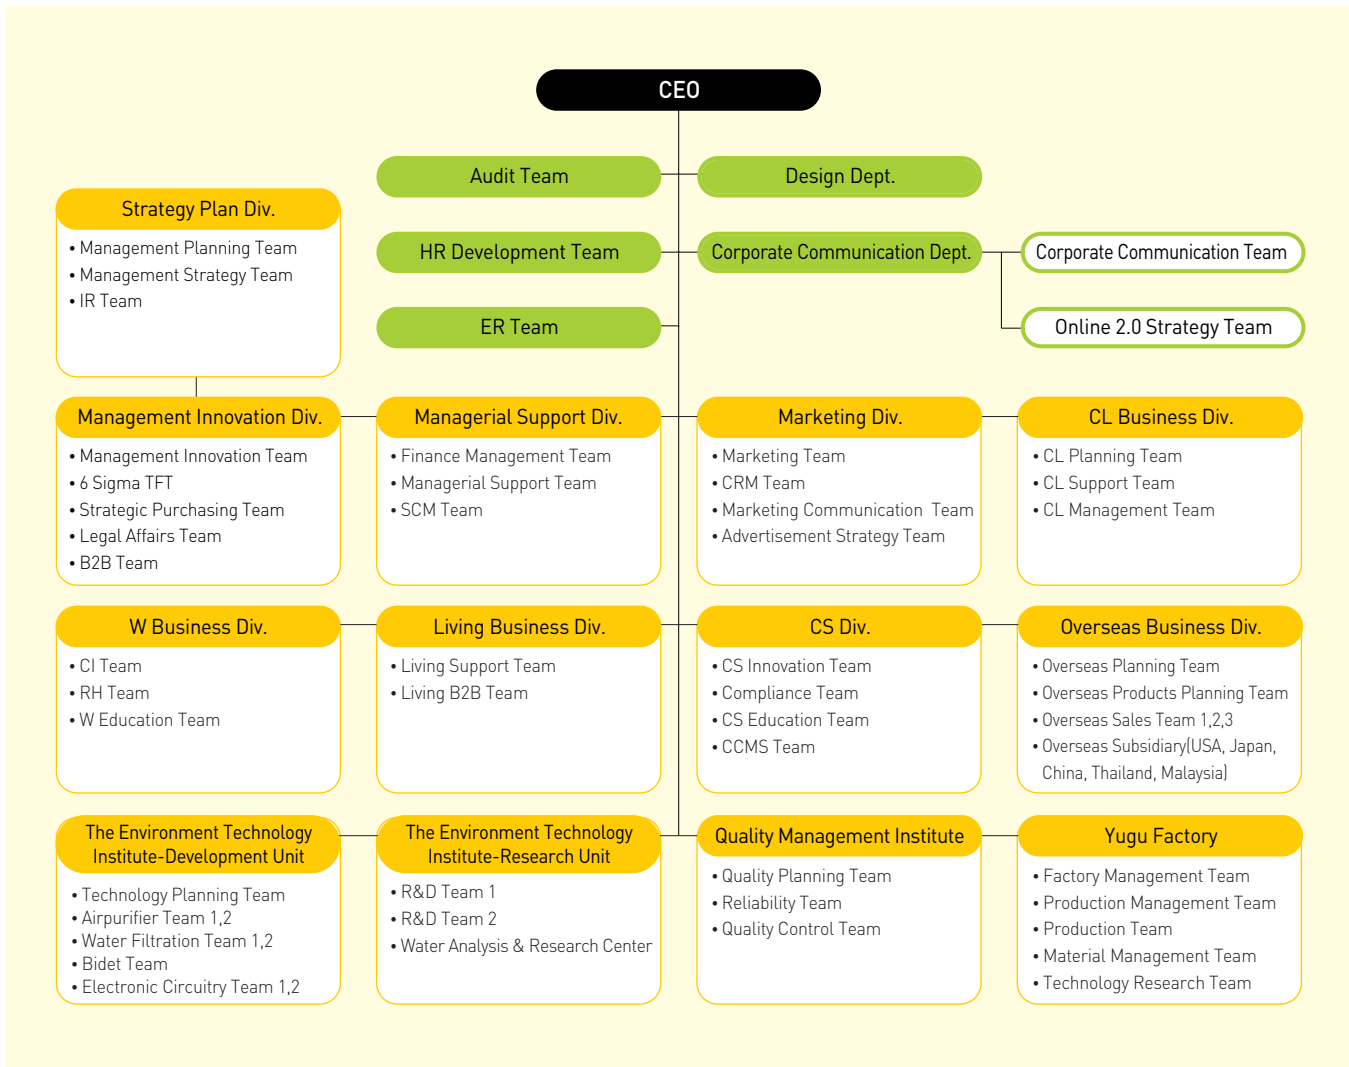 CEO
Audit Team
Design Dept.
HR Development Team
Corporate Communication Dept.
Corporate Communication Team
ER Team
Online 2.0 Strategy Team
Strategy Plan Div.
• Management Planning Team
• Management Strategy Team
• IR Team
Management Innovation Div.
• Management Innovation Team
• 6 Sigma TFT
• Strategic Purchasing Team
• Legal Affairs Team
• B2B Team
Managerial Support Div.
• Finance Management Team
• Managerial Support Team
• SCM Team
Marketing Div.
• Marketing Team
• CRM Team
• Marketing Communication Team
• Advertisement Strategy Team
CL Business Div.
• CL Planning Team
• CL Support Team
• CL Management Team
W Business Div.
• CI Team
• RH Team
• W Education Team
Living Business Div.
• Living Support Team
• Living B2B Team
CS Div.
• CS Innovation Team
• Compliance Team
• CS Education Team
• CCMS Team
Overseas Business Div.
• Overseas Planning Team
• Overseas Products Planning Team
• Overseas Sales Team 1,2,3
• Overseas Subsidiary(USA, Japan,
China, Thailand, Malaysia)
The Environment Technology
Institute-Development Unit
• Technology Planning Team
• Airpurifier Team 1,2
• Water Filtration Team 1,2
• Bidet Team
• Electronic Circuitry Team 1,2
The Environment Technology
Institute-Research Unit
• R&D Team 1
• R&D Team 2
• Water Analysis & Research Center
Quality Management Institute
• Quality Planning Team
• Reliability Team
• Quality Control Team
Yugu Factory
• Factory Management Team
• Production Management Team
• Production Team
• Material Management Team
• Technology Research Team